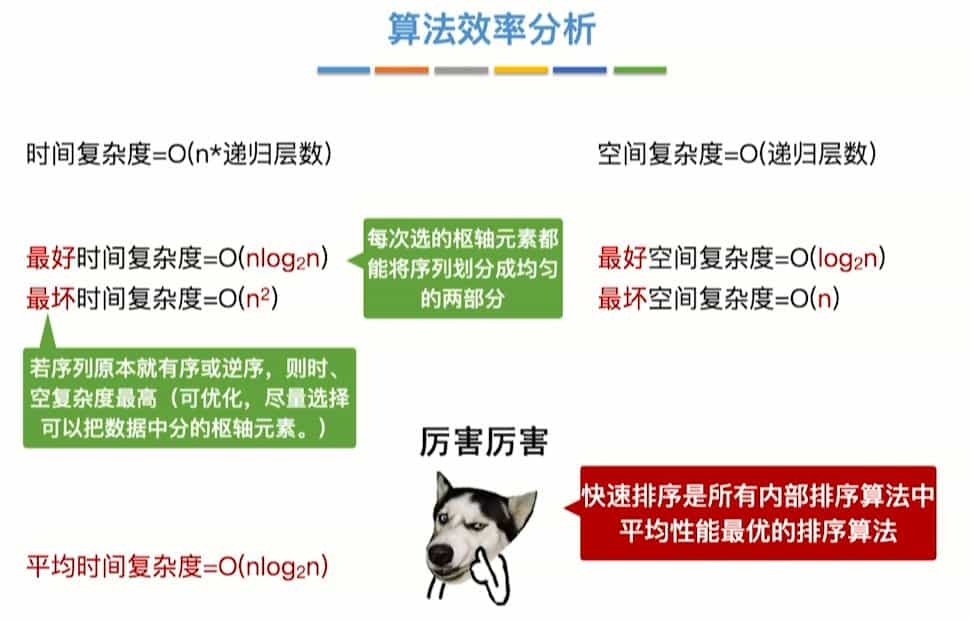 算法效率分析
时间复杂度=O(n*递归层数)
空间复杂度=O(递归层数)
最好时间复杂度=O(nlog₂n)
最坏时间复杂度=O(n²)
每次选的枢轴元素都
能将序列划分成均匀
的两部分
最好空间复杂度=O(log₂n)
最坏空间复杂度=O(n)
若序列原本就有序或逆序，则时、
空复杂度最高（可优化，尽量选择
可以把数据中分的枢轴元素。）
厉害厉害
快速排序是所有内部排序算法中
平均性能最优的排序算法
平均时间复杂度=O(nlog₂n)